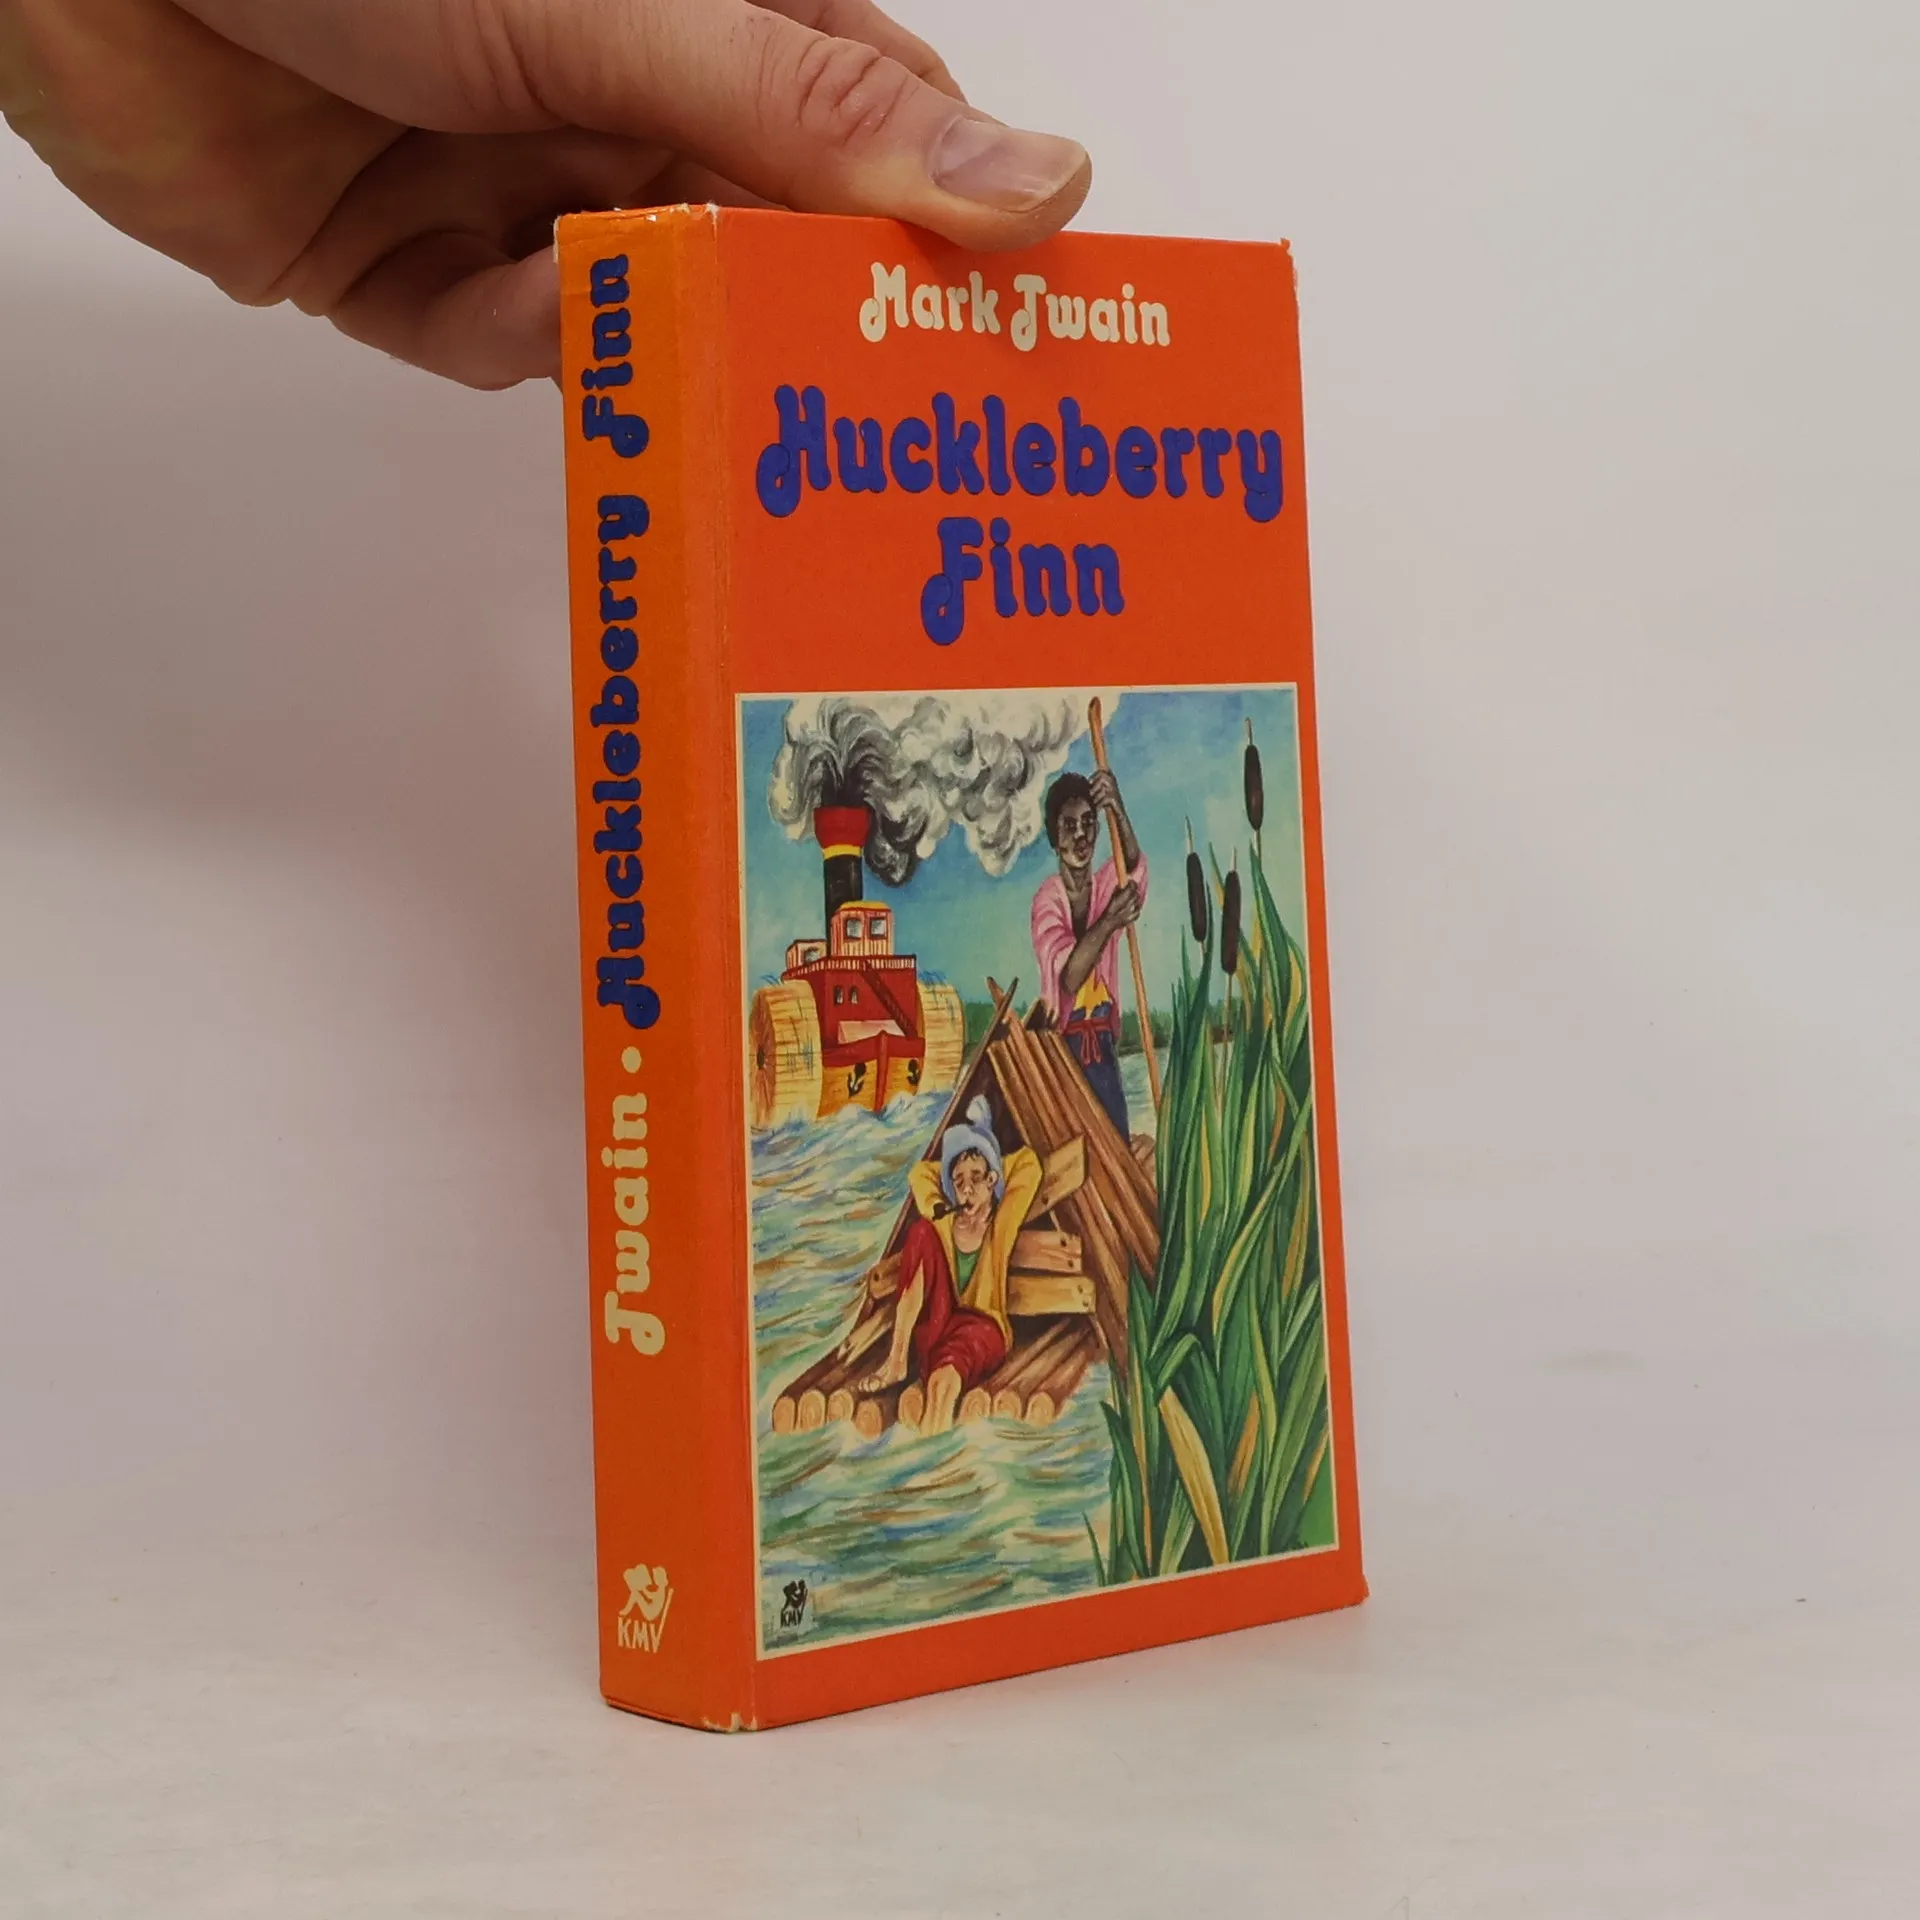 Mark Twain
Huckleberry
Finn
KMV
Twain • Huckleberry Finn
KMV